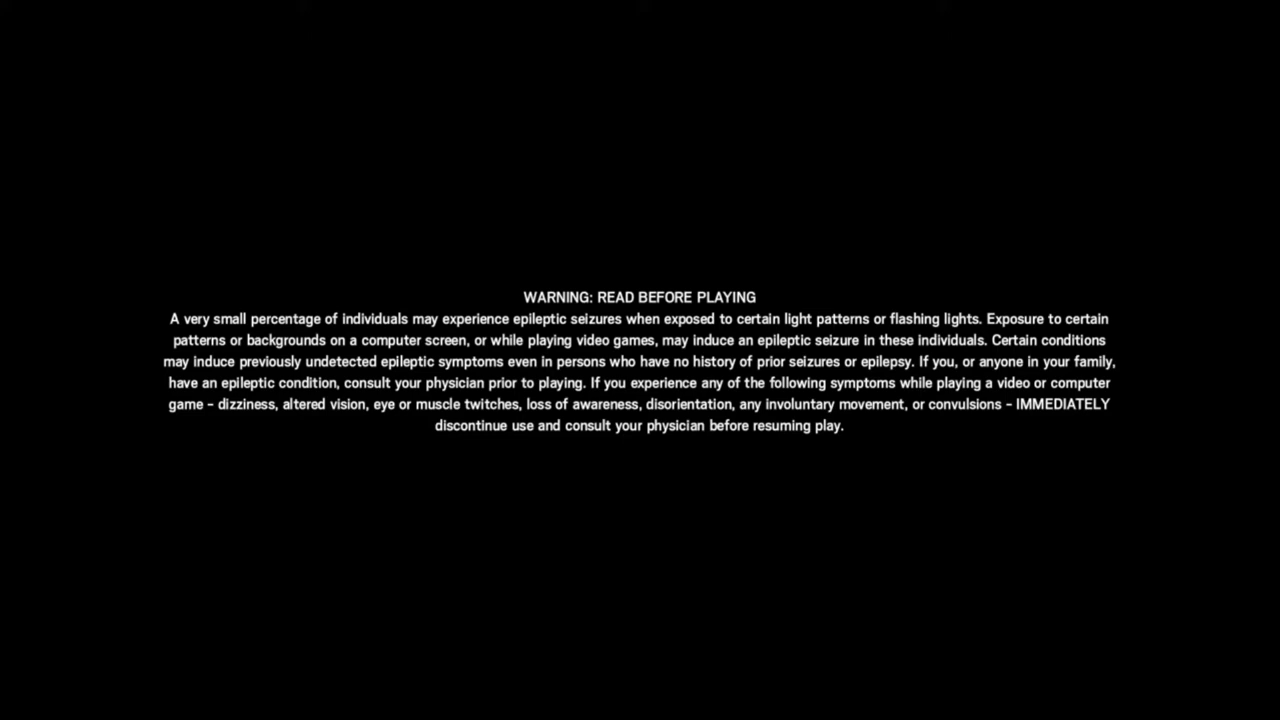 WARNING: READ BEFORE PLAYING
A very small percentage of individuals may experience epileptic seizures when exposed to certain light patterns or flashing lights. Exposure to certain
patterns or backgrounds on a computer screen, or while playing video games, may induce an epileptic seizure in these individuals. Certain conditions
may induce previously undetected epileptic symptoms even in persons who have no history of prior seizures or epilepsy. If you, or anyone in your family,
have an epileptic condition, consult your physician prior to playing. If you experience any of the following symptoms while playing a video or computer
game - dizziness, altered vision, eye or muscle twitches, loss of awareness, disorientation, any involuntary movement, or convulsions - IMMEDIATELY
discontinue use and consult your physician before resuming play.